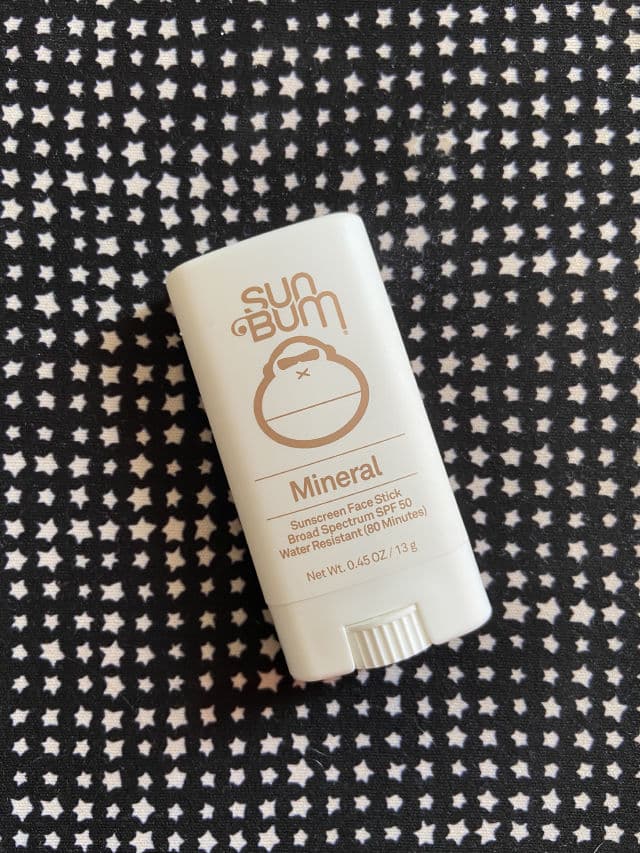 SUN
BUM®
Mineral
Sunscreen Face Stick
Broad Spectrum SPF 50
Water Resistant (80 Minutes)
Net Wt. 0.45 OZ / 13 g